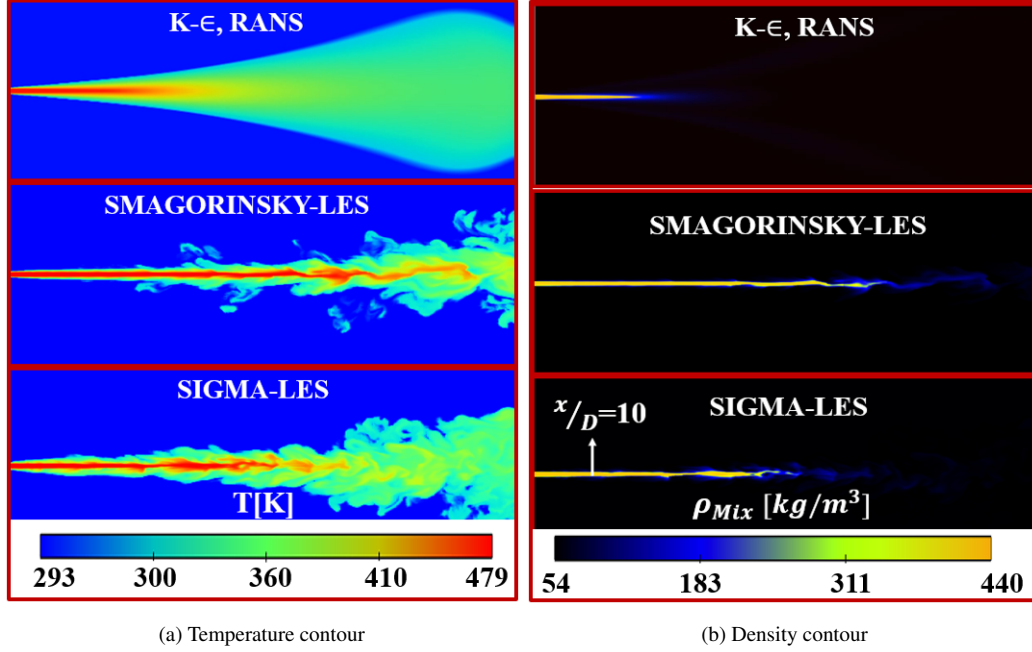 K-ϵ, RANS
SMAGORINSKY-LES
SIGMA-LES
T[K]
293 300 360 410 479
K-ϵ, RANS
SMAGORINSKY-LES
SIGMA-LES
x/D=10
ρMix [kg/m³]
54 183 311 440
(a) Temperature contour
(b) Density contour